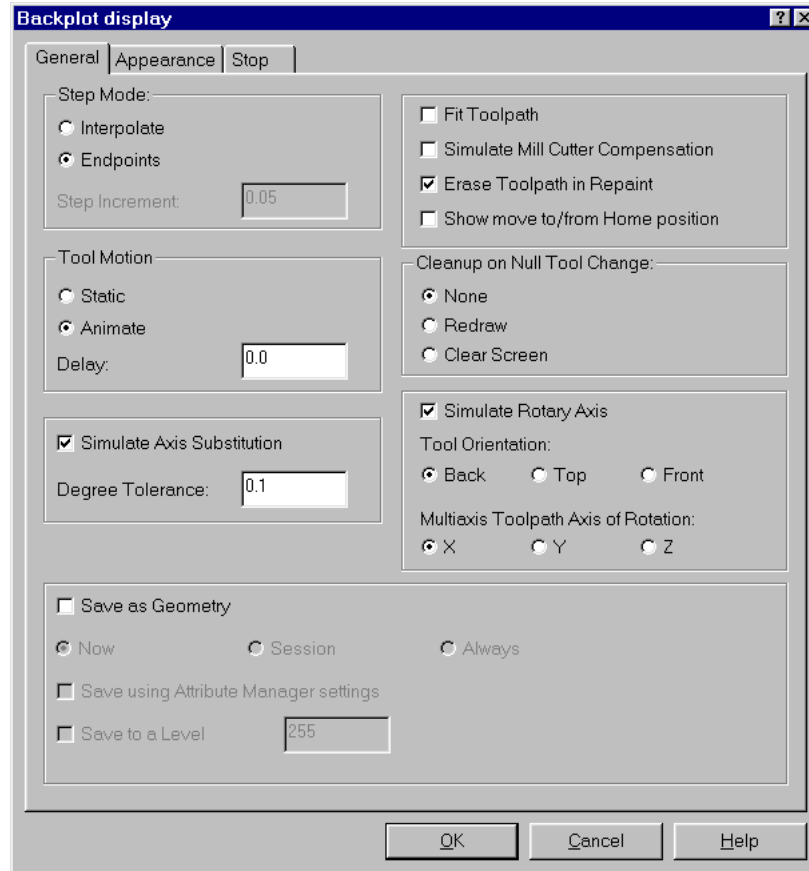 Backplot display
General Appearance Stop
Step Mode:
Interpolate
Endpoints
Step Increment: 0.05
Fit Toolpath
Simulate Mill Cutter Compensation
Erase Toolpath in Repaint
Show move to/from Home position
Tool Motion
Static
Animate
Delay: 0.0
Cleanup on Null Tool Change:
None
Redraw
Clear Screen
Simulate Axis Substitution
Degree Tolerance: 0.1
Simulate Rotary Axis
Tool Orientation:
Back Top Front
Multiaxis Toolpath Axis of Rotation:
X Y Z
Save as Geometry
Now Session Always
Save using Attribute Manager settings
Save to a Level 255
OK Cancel Help